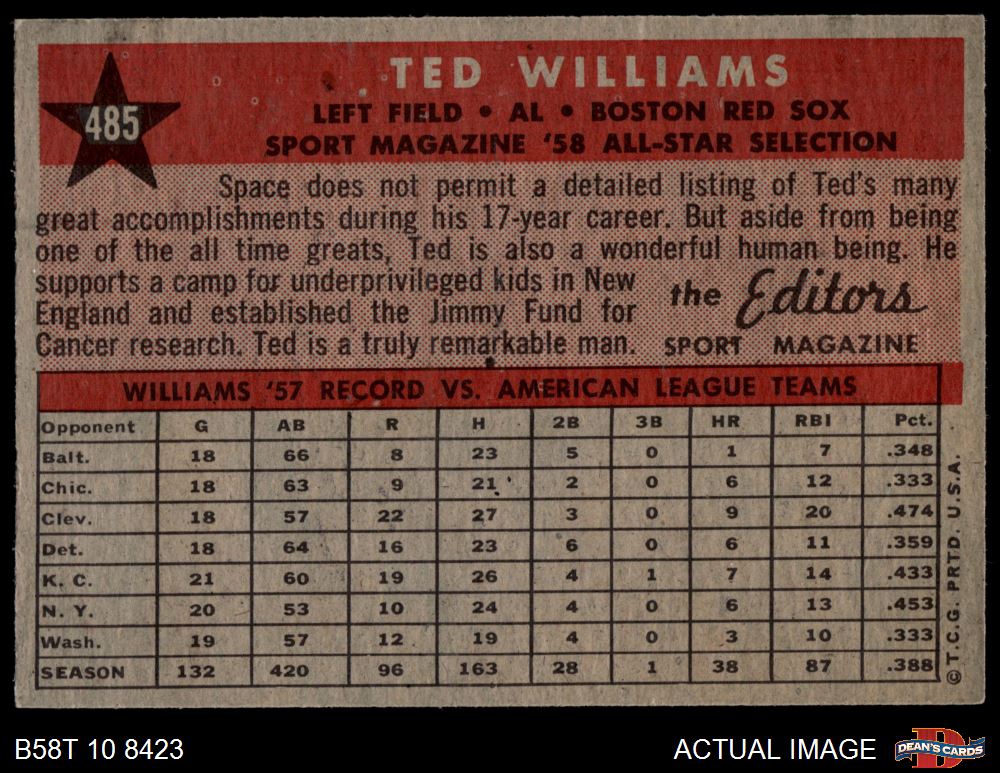 485
TED WILLIAMS
LEFT FIELD • AL • BOSTON RED SOX
SPORT MAGAZINE '58 ALL-STAR SELECTION
Space does not permit a detailed listing of Ted's many
great accomplishments during his 17-year career. But aside from being
one of the all time greats, Ted is also a wonderful human being. He
supports a camp for underprivileged kids in New
England and established the Jimmy Fund for
Cancer research. Ted is a truly remarkable man.
the Editors
SPORT MAGAZINE
WILLIAMS '57 RECORD VS. AMERICAN LEAGUE TEAMS
Opponent G AB R H 2B 3B HR RBI Pct.
Balt. 18 66 8 23 5 0 1 7 .348
Chic. 18 63 9 21 2 0 6 12 .333
Clev. 18 57 22 27 3 0 9 20 .474
Det. 18 64 16 23 6 0 6 11 .359
K. C. 21 60 19 26 4 1 7 14 .433
N. Y. 20 53 10 24 4 0 6 13 .453
Wash. 19 57 12 19 4 0 3 10 .333
SEASON 132 420 96 163 28 1 38 87 .388
© T.C.G. PRTD. U.S.A.
B58T 10 8423
ACTUAL IMAGE
D
DEAN'S CARDS